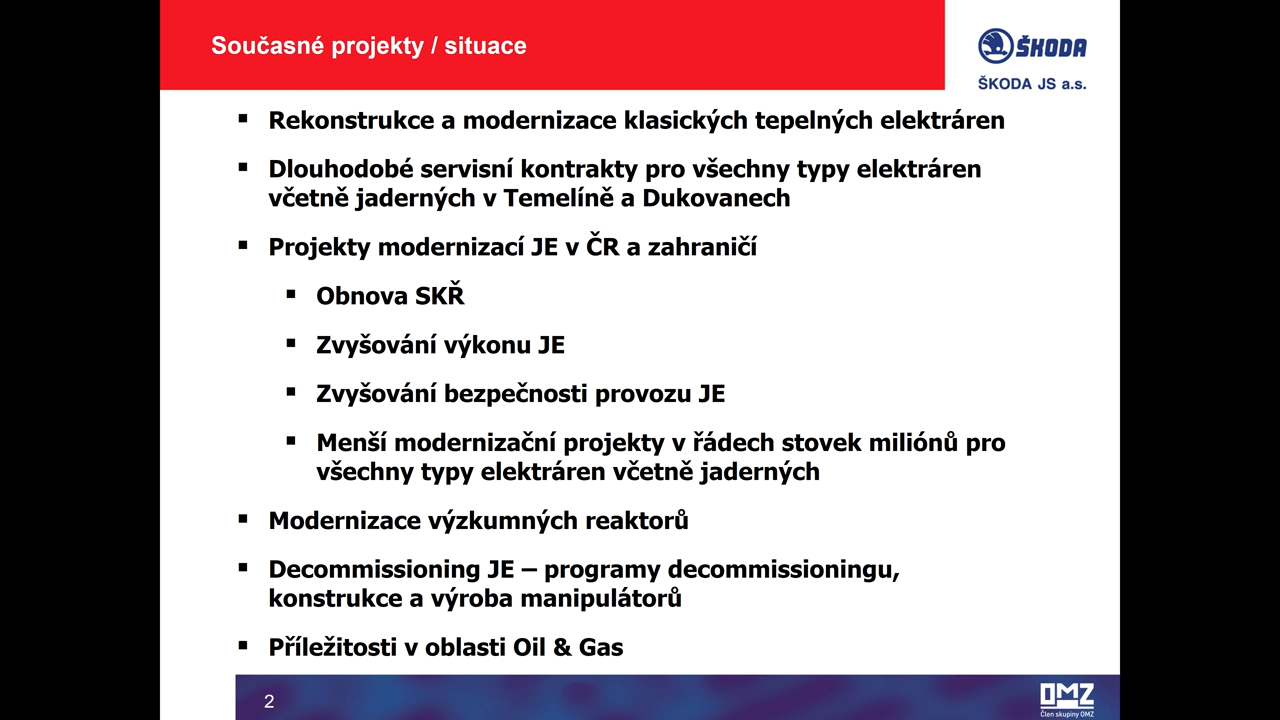 Současné projekty / situace
ŠKODA
ŠKODA JS a.s.
▪ Rekonstrukce a modernizace klasických tepelných elektráren
▪ Dlouhodobé servisní kontrakty pro všechny typy elektráren
včetně jaderných v Temelíně a Dukovanech
▪ Projekty modernizací JE v ČR a zahraničí
▪ Obnova SKŘ
▪ Zvyšování výkonu JE
▪ Zvyšování bezpečnosti provozu JE
▪ Menší modernizační projekty v řádech stovek miliónů pro
všechny typy elektráren včetně jaderných
▪ Modernizace výzkumných reaktorů
▪ Decommissioning JE – programy decommissioningu,
konstrukce a výroba manipulátorů
▪ Příležitosti v oblasti Oil & Gas
2
OMZ
Člen skupiny OMZ